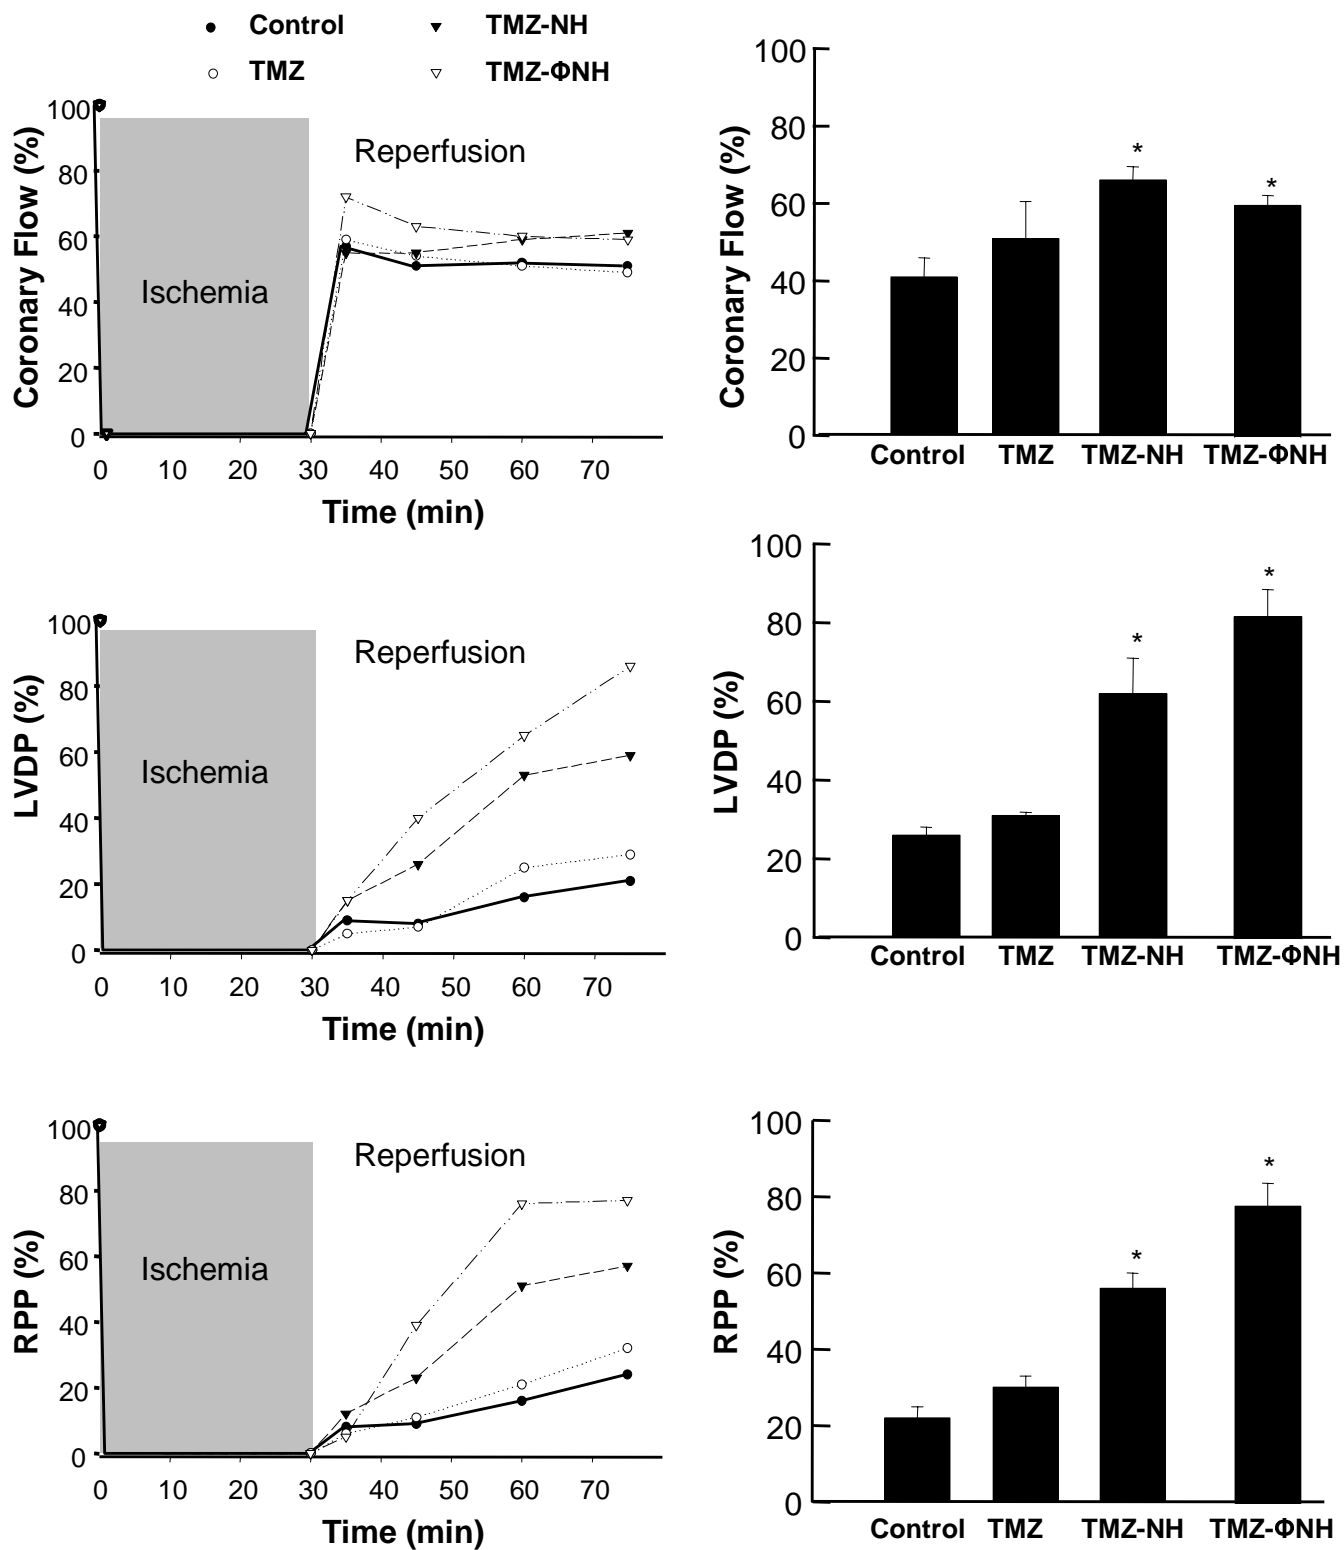 Control
TMZ-NH
TMZ
TMZ-ΦNH
Coronary Flow (%)
100
80
60
40
20
0
Ischemia
Reperfusion
0 10 20 30 40 50 60 70
Time (min)
Coronary Flow (%)
100
80
60
40
20
0
*
*
Control TMZ TMZ-NH TMZ-ΦNH
LVDP (%)
100
80
60
40
20
0
Ischemia
Reperfusion
0 10 20 30 40 50 60 70
Time (min)
LVDP (%)
100
80
60
40
20
0
*
*
Control TMZ TMZ-NH TMZ-ΦNH
RPP (%)
100
80
60
40
20
0
Ischemia
Reperfusion
0 10 20 30 40 50 60 70
Time (min)
RPP (%)
100
80
60
40
20
0
*
*
Control TMZ TMZ-NH TMZ-ΦNH